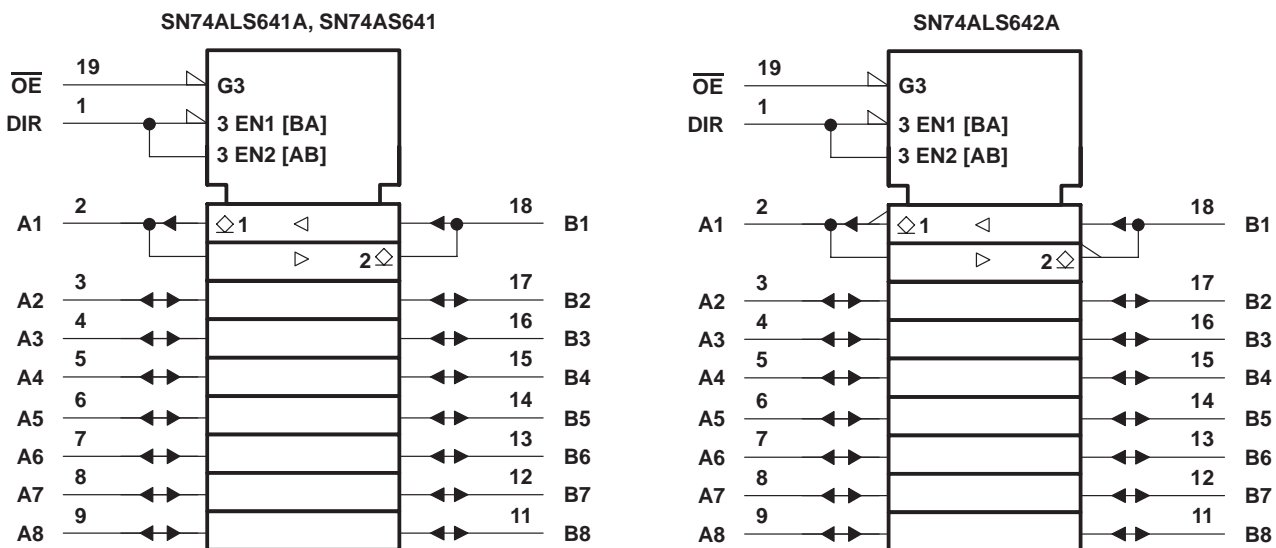 SN74ALS641A, SN74AS641
OE
19
G3
DIR
1
3 EN1 [BA]
3 EN2 [AB]
A1
2
1
18
B1
2
A2
3
17
B2
A3
4
16
B3
A4
5
15
B4
A5
6
14
B5
A6
7
13
B6
A7
8
12
B7
A8
9
11
B8
SN74ALS642A
OE
19
G3
DIR
1
3 EN1 [BA]
3 EN2 [AB]
A1
2
1
18
B1
2
A2
3
17
B2
A3
4
16
B3
A4
5
15
B4
A5
6
14
B5
A6
7
13
B6
A7
8
12
B7
A8
9
11
B8